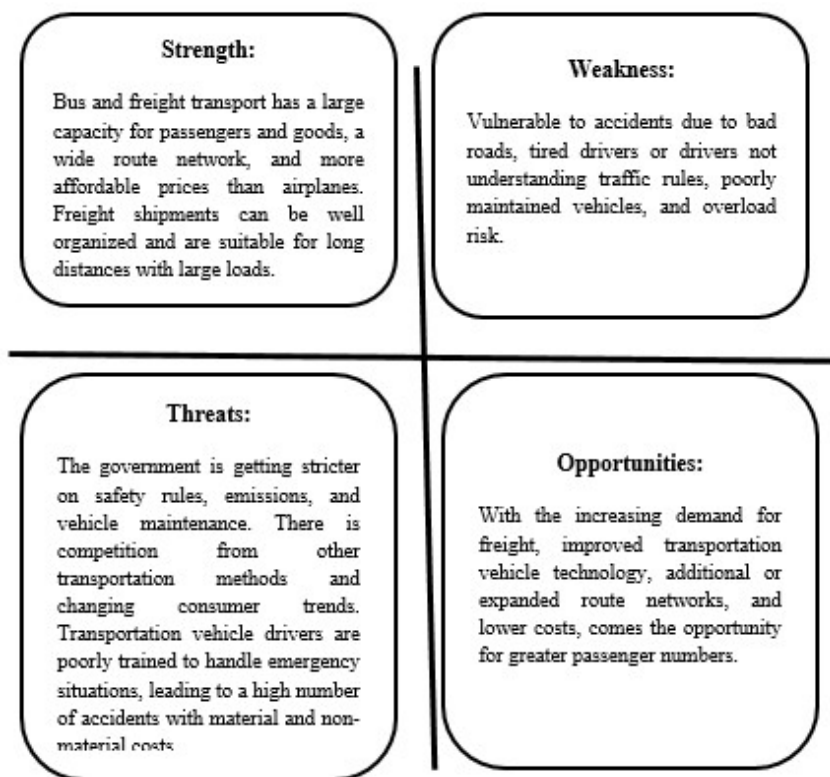 Strength:
Bus and freight transport has a large
capacity for passengers and goods, a
wide route network, and more
affordable prices than airplanes.
Freight shipments can be well
organized and are suitable for long
distances with large loads.
Weakness:
Vulnerable to accidents due to bad
roads, tired drivers or drivers not
understanding traffic rules, poorly
maintained vehicles, and overload
risk.
Threats:
The government is getting stricter
on safety rules, emissions, and
vehicle maintenance. There is
competition from other
transportation methods and
changing consumer trends.
Transportation vehicle drivers are
poorly trained to handle emergency
situations, leading to a high number
of accidents with material and non-
material costs
Opportunities:
With the increasing demand for
freight, improved transportation
vehicle technology, additional or
expanded route networks, and
lower costs, comes the opportunity
for greater passenger numbers.